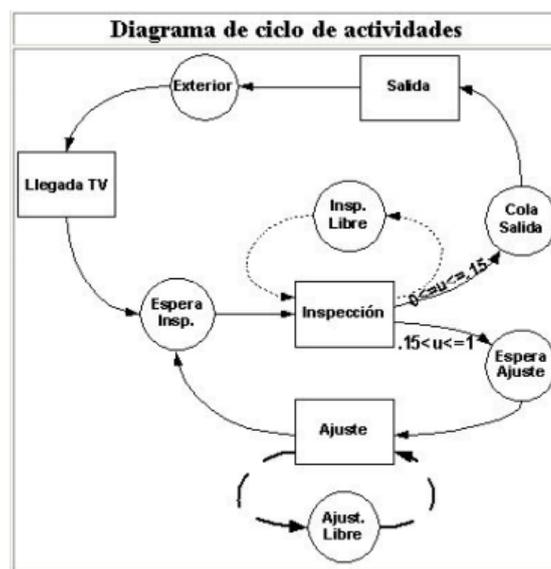 Diagrama de ciclo de actividades
Exterior
Salida
Llegada TV
Insp.
Libre
Cola
Salida
0<=u<=.15
Espera
Insp.
Inspección
.15<u<=1
Espera
Ajuste
Ajuste
Ajust.
Libre